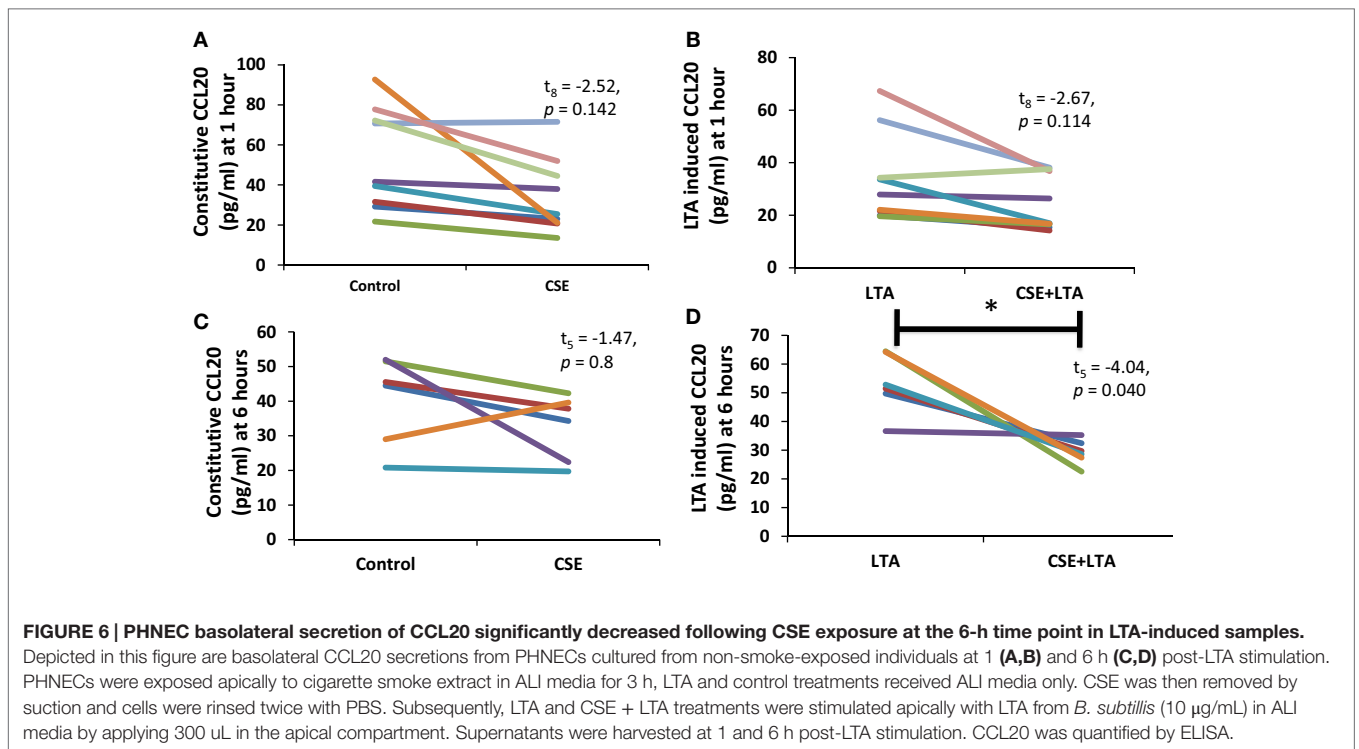 A
Constitutive CCL20
(pg/ml) at 1 hour
100
80
60
40
20
0
Control
CSE
t8 = -2.52,
p = 0.142
B
LTA induced CCL20
(pg/ml) at 1 hour
80
60
40
20
0
LTA
CSE+LTA
t8 = -2.67,
p = 0.114
C
Constitutive CCL20
(pg/ml) at 6 hours
60
50
40
30
20
10
0
Control
CSE
t5 = -1.47,
p = 0.8
D
LTA induced CCL20
(pg/ml) at 6 hours
70
60
50
40
30
20
10
0
LTA
CSE+LTA
*
t5 = -4.04,
p = 0.040
FIGURE 6 | PHNEC basolateral secretion of CCL20 significantly decreased following CSE exposure at the 6-h time point in LTA-induced samples.
Depicted in this figure are basolateral CCL20 secretions from PHNECs cultured from non-smoke-exposed individuals at 1 (A,B) and 6 h (C,D) post-LTA stimulation.
PHNECs were exposed apically to cigarette smoke extract in ALI media for 3 h, LTA and control treatments received ALI media only. CSE was then removed by
suction and cells were rinsed twice with PBS. Subsequently, LTA and CSE + LTA treatments were stimulated apically with LTA from B. subtillis (10 μg/mL) in ALI
media by applying 300 uL in the apical compartment. Supernatants were harvested at 1 and 6 h post-LTA stimulation. CCL20 was quantified by ELISA.